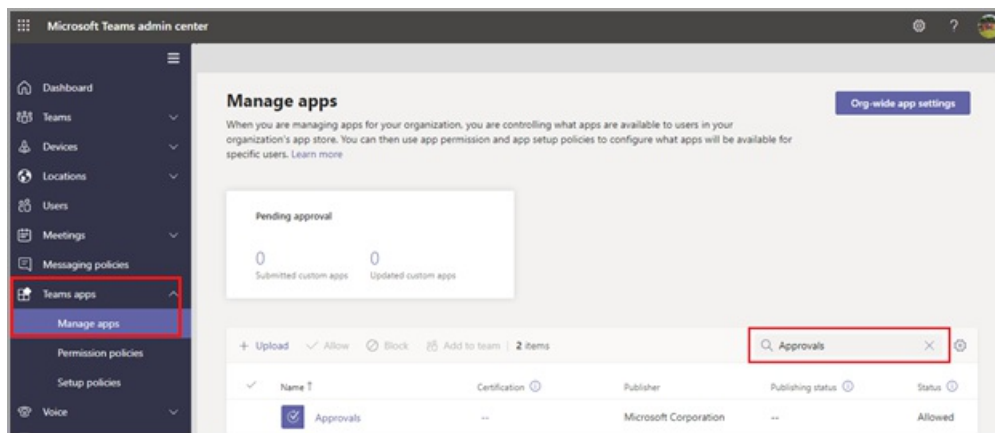 Microsoft Teams admin center
?
Dashboard
Teams
Devices
Locations
Users
Meetings
Messaging policies
Teams apps
Manage apps
Permission policies
Setup policies
Voice
Manage apps
Org-wide app settings
When you are managing apps for your organization, you are controlling what apps are available to users in your
organization's app store. You can then use app permission and app setup policies to configure what apps will be available for
specific users. Learn more
Pending approval
0 0
Submitted custom apps Updated custom apps
+ Upload Allow Block Add to team | 2 items Approvals
Name ↑ Certification Publisher Publishing status Status
Approvals -- Microsoft Corporation -- Allowed